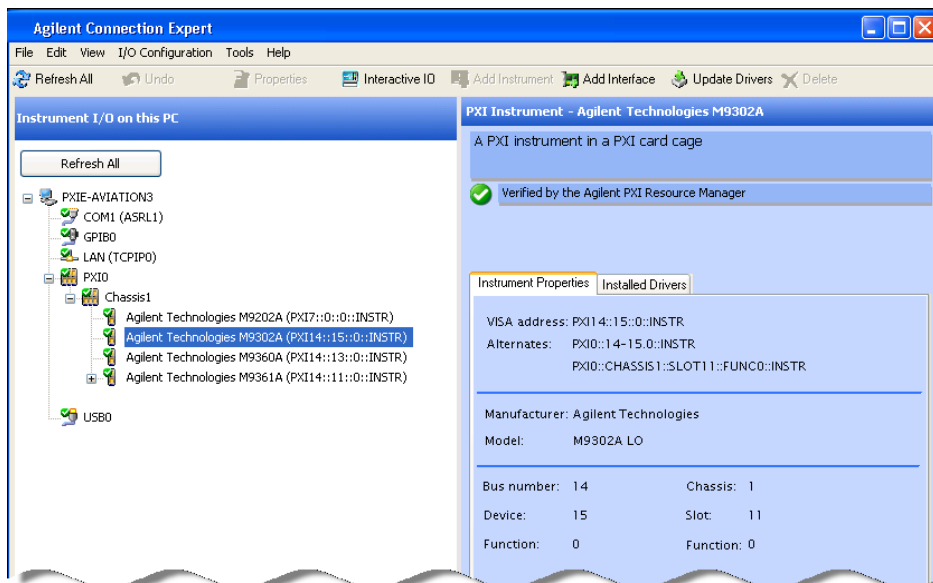 Agilent Connection Expert
File Edit View I/O Configuration Tools Help
Refresh All Undo Properties Interactive IO Add Instrument Add Interface Update Drivers Delete
Instrument I/O on this PC
Refresh All
PXIE-AVIATION3
COM1 (ASRL1)
GPIB0
LAN (TCPIP0)
PXI0
Chassis1
Agilent Technologies M9202A (PXI7::0::0::INSTR)
Agilent Technologies M9302A (PXI14::15::0::INSTR)
Agilent Technologies M9360A (PXI14::13::0::INSTR)
Agilent Technologies M9361A (PXI14::11::0::INSTR)
USB0
PXI Instrument - Agilent Technologies M9302A
A PXI instrument in a PXI card cage
Verified by the Agilent PXI Resource Manager
Instrument Properties Installed Drivers
VISA address: PXI14::15::0::INSTR
Alternates: PXI0::14-15.0::INSTR
PXI0::CHASSIS1::SLOT11::FUNC0::INSTR
Manufacturer: Agilent Technologies
Model: M9302A LO
Bus number: 14 Chassis: 1
Device: 15 Slot: 11
Function: 0 Function: 0